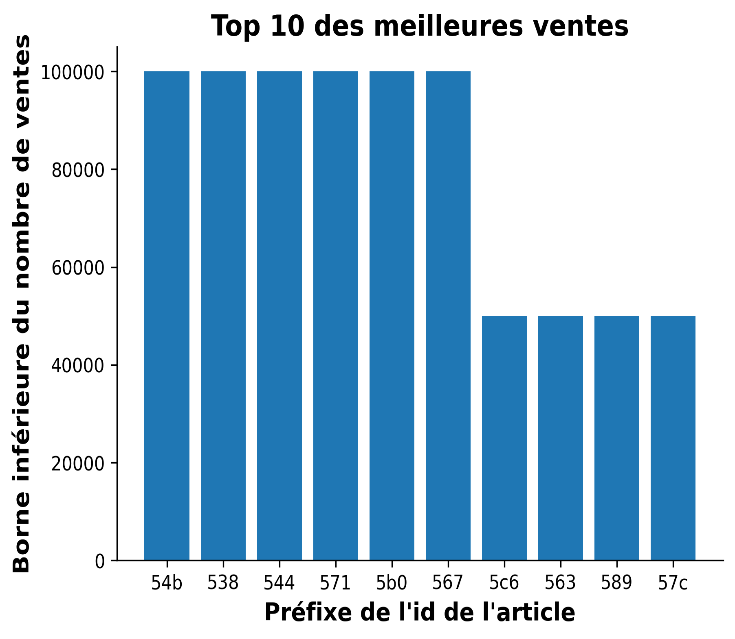 Top 10 des meilleures ventes
Borne inférieure du nombre de ventes
100000
80000
60000
40000
20000
0
54b 538 544 571 5b0 567 5c6 563 589 57c
Préfixe de l'id de l'article